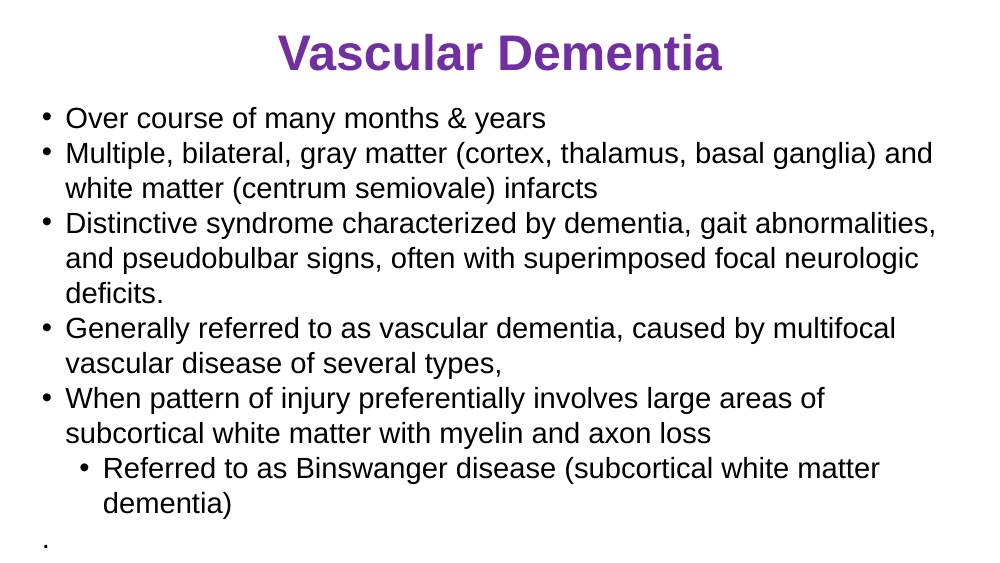 Vascular Dementia
• Over course of many months & years
• Multiple, bilateral, gray matter (cortex, thalamus, basal ganglia) and
white matter (centrum semiovale) infarcts
• Distinctive syndrome characterized by dementia, gait abnormalities,
and pseudobulbar signs, often with superimposed focal neurologic
deficits.
• Generally referred to as vascular dementia, caused by multifocal
vascular disease of several types,
• When pattern of injury preferentially involves large areas of
subcortical white matter with myelin and axon loss
• Referred to as Binswanger disease (subcortical white matter
dementia)
.